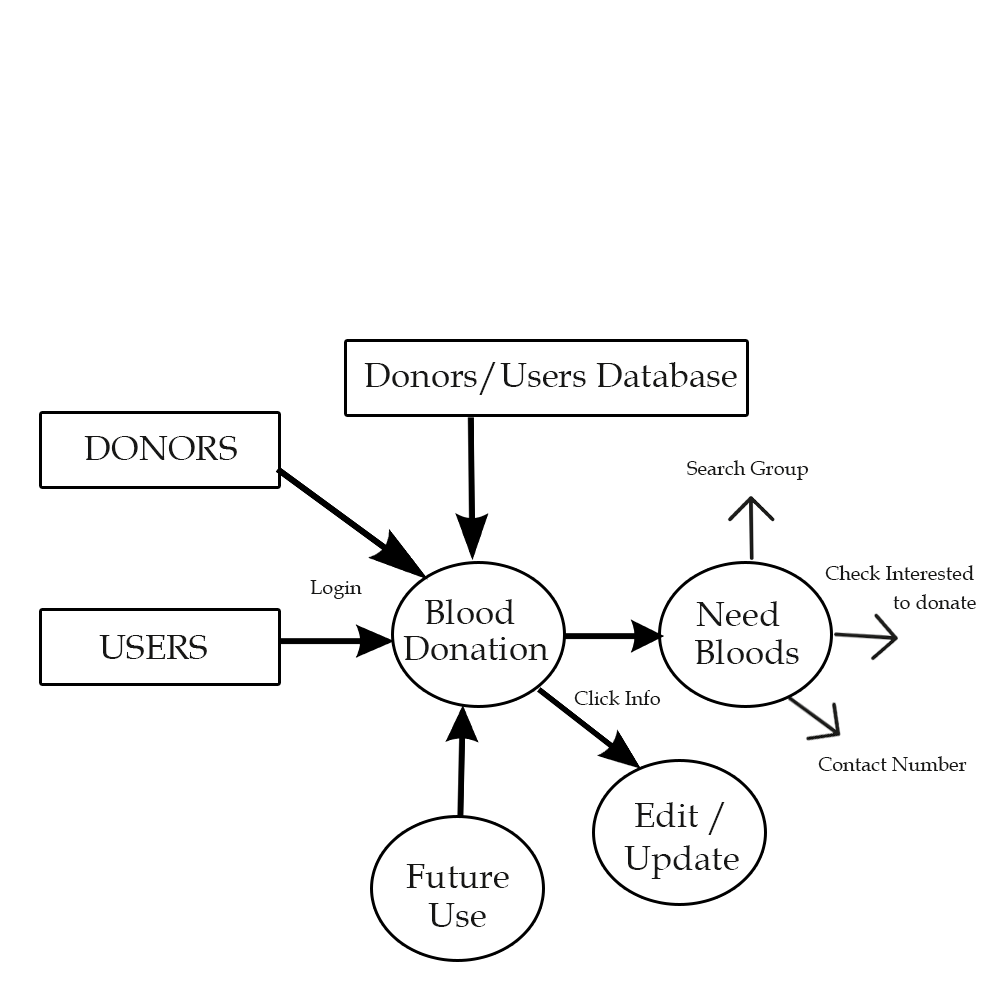 Donors/Users Database
DONORS
Search Group
Login
Check Interested
to donate
Blood
Donation
Need
Bloods
USERS
Click Info
Contact Number
Edit /
Update
Future
Use